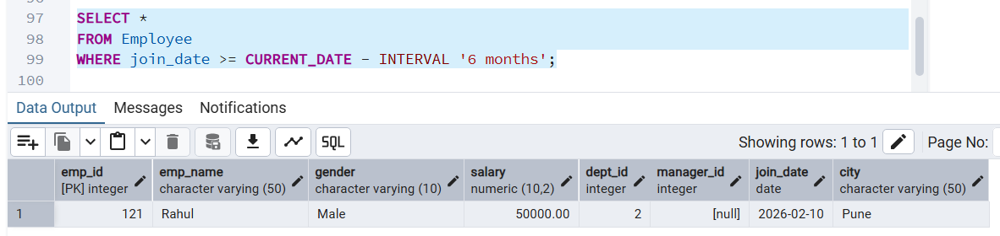 97 SELECT *
98 FROM Employee
99 WHERE join_date >= CURRENT_DATE - INTERVAL '6 months';
100
Data Output Messages Notifications
SQL Showing rows: 1 to 1 Page No:
emp_id emp_name gender salary dept_id manager_id join_date city
[PK] integer character varying (50) character varying (10) numeric (10,2) integer integer date character varying (50)
1 121 Rahul Male 50000.00 2 [null] 2026-02-10 Pune